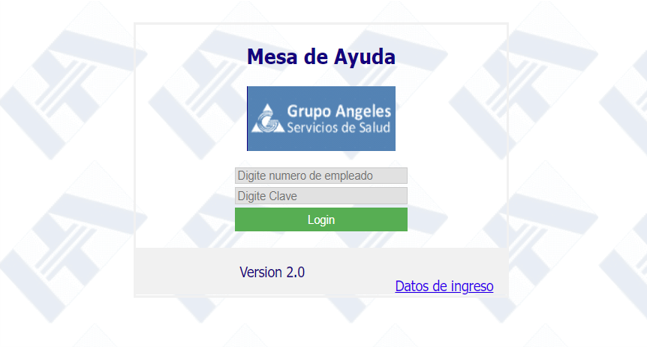 Mesa de Ayuda
Grupo Angeles
Servicios de Salud
Digite numero de empleado
Digite Clave
Login
Version 2.0
Datos de ingreso